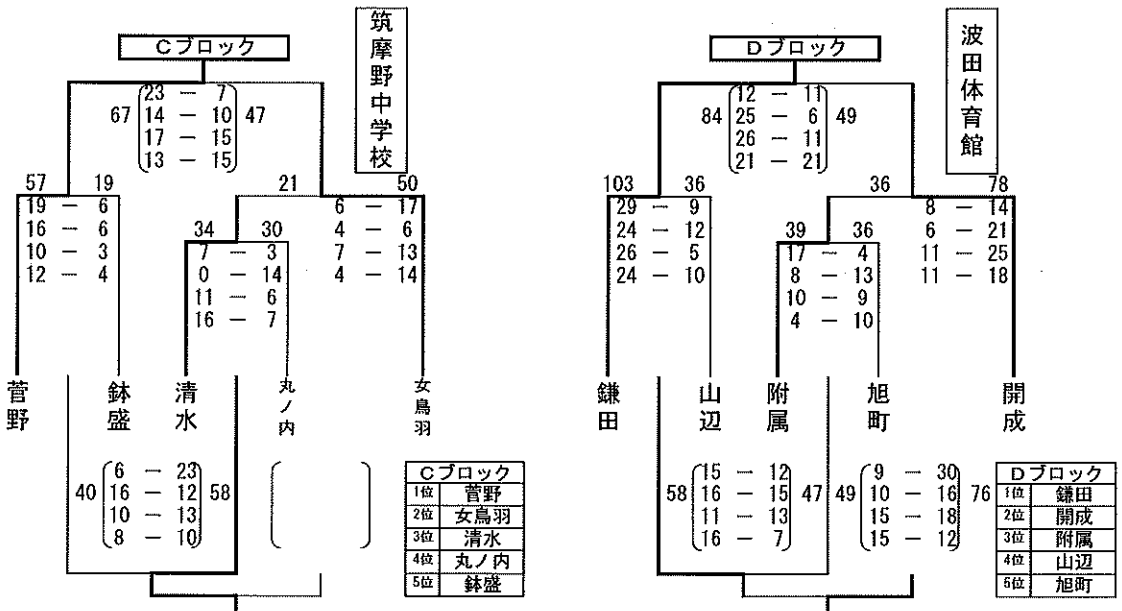 Cブロック
筑摩野中学校
67 23 － 7 47
14 － 10
17 － 15
13 － 15
57 19
19 － 6
16 － 6
10 － 3
12 － 4
21 50
6 － 17
4 － 6
7 － 13
4 － 14
34 30
7 － 3
0 － 14
11 － 6
16 － 7
菅野
鉢盛
清水
丸ノ内
女鳥羽
40 6 － 23 58
16 － 12
10 － 13
8 － 10
Cブロック
1位 菅野
2位 女鳥羽
3位 清水
4位 丸ノ内
5位 鉢盛
Dブロック
波田体育館
84 12 － 11 49
25 － 6
26 － 11
21 － 21
103 36
29 － 9
24 － 12
26 － 5
24 － 10
36 78
8 － 14
6 － 21
11 － 25
11 － 18
39 36
17 － 4
8 － 13
10 － 9
4 － 10
鎌田
山辺
附属
旭町
開成
58 15 － 12 47
16 － 15
11 － 13
16 － 7
49 9 － 30 76
10 － 16
15 － 18
15 － 12
Dブロック
1位 鎌田
2位 開成
3位 附属
4位 山辺
5位 旭町